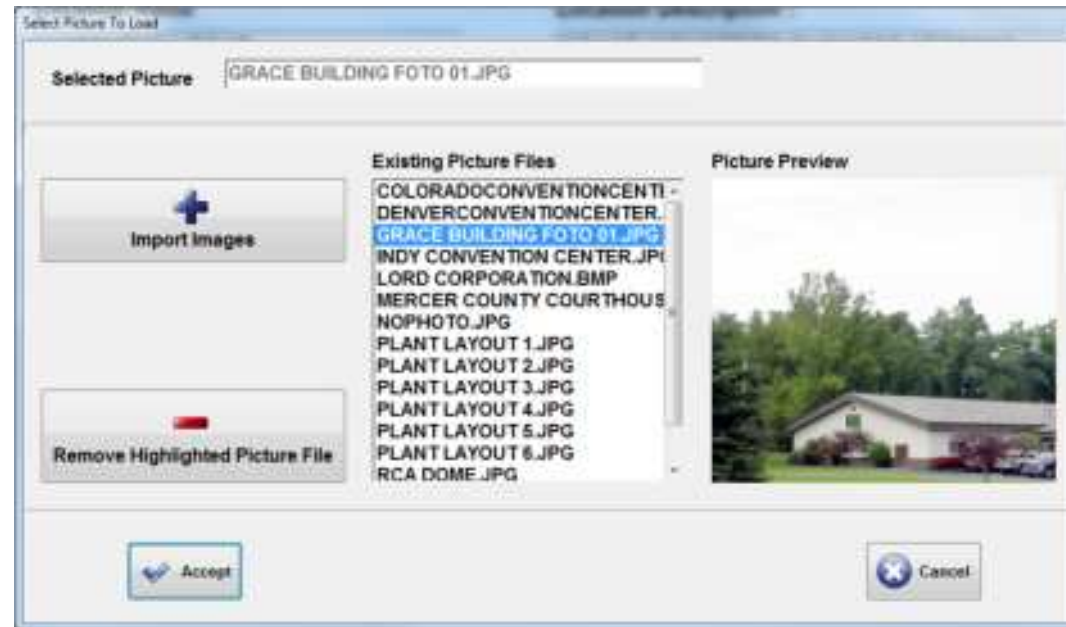 Select Picture To Load
Selected Picture
GRACE BUILDING FOTO 01.JPG
Existing Picture Files
Picture Preview
Import Images
COLORADOCONVENTIONCENTI
DENVERCONVENTIONCENTER.
GRACE BUILDING FOTO 01.JPG
INDY CONVENTION CENTER.JP
LORD CORPORATION.BMP
MERCER COUNTY COURTHOUS
NOPHOTO.JPG
PLANT LAYOUT 1.JPG
PLANT LAYOUT 2.JPG
PLANT LAYOUT 3.JPG
PLANT LAYOUT 4.JPG
PLANT LAYOUT 5.JPG
PLANT LAYOUT 6.JPG
RCA DOME.JPG
Remove Highlighted Picture File
Accept
Cancel